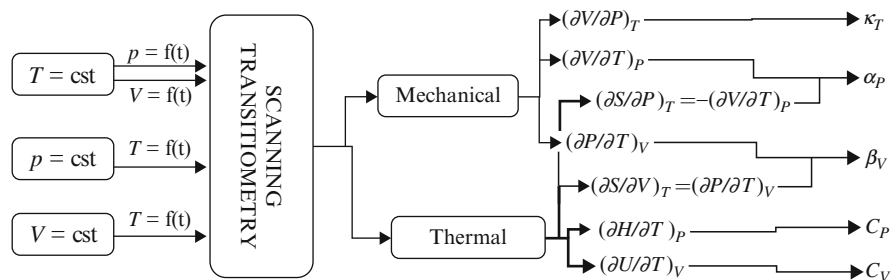 p = f(t)
T = cst
V = f(t)
T = f(t)
p = cst
T = f(t)
V = cst
SCANNING
TRANSITIOMETRY
Mechanical
Thermal
(∂V/∂P)_T
κ_T
(∂V/∂T)_P
α_P
(∂S/∂P)_T =−(∂V/∂T)_P
(∂P/∂T)_V
β_V
(∂S/∂V)_T =(∂P/∂T)_V
(∂H/∂T)_P
C_P
(∂U/∂T)_V
C_V